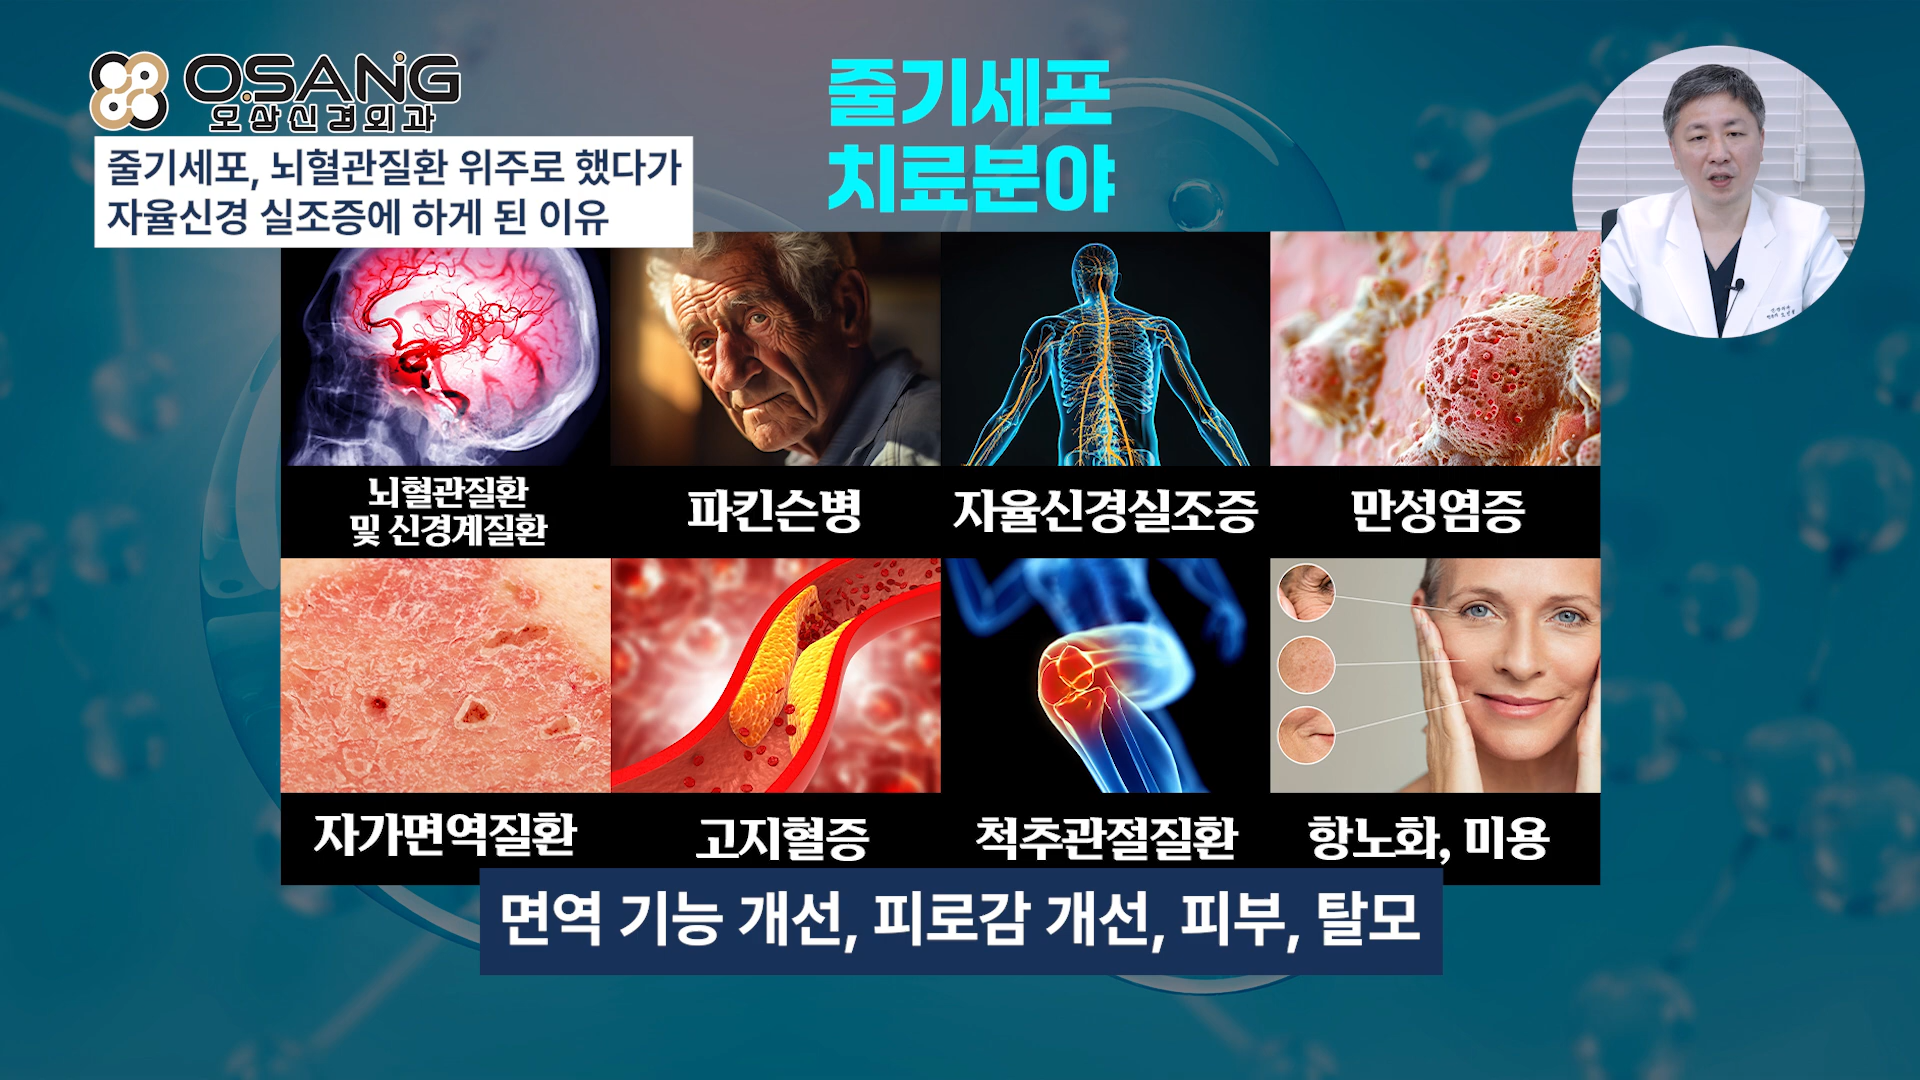 O.SANG
오상신경외과
줄기세포, 뇌혈관질환 위주로 했다가
자율신경 실조증에 하게 된 이유
줄기세포
치료분야
뇌혈관질환
및 신경계질환
파킨슨병
자율신경실조증
만성염증
자가면역질환
고지혈증
척추관절질환
항노화, 미용
면역 기능 개선, 피로감 개선, 피부, 탈모